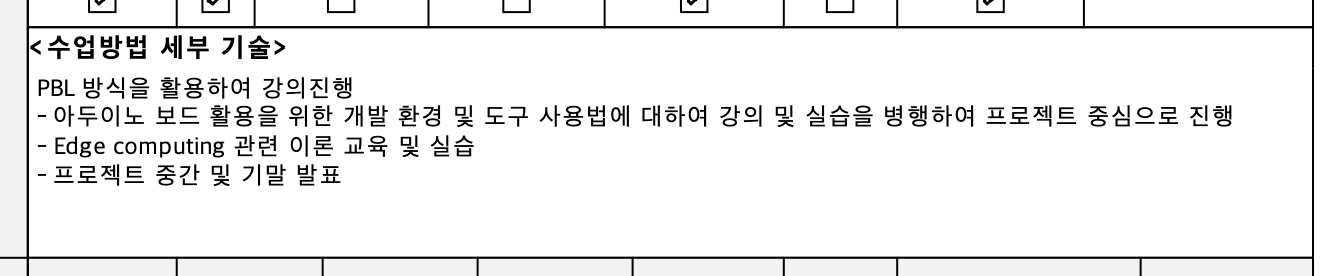 <수업방법 세부 기술>
PBL 방식을 활용하여 강의진행
- 아두이노 보드 활용을 위한 개발 환경 및 도구 사용법에 대하여 강의 및 실습을 병행하여 프로젝트 중심으로 진행
- Edge computing 관련 이론 교육 및 실습
- 프로젝트 중간 및 기말 발표